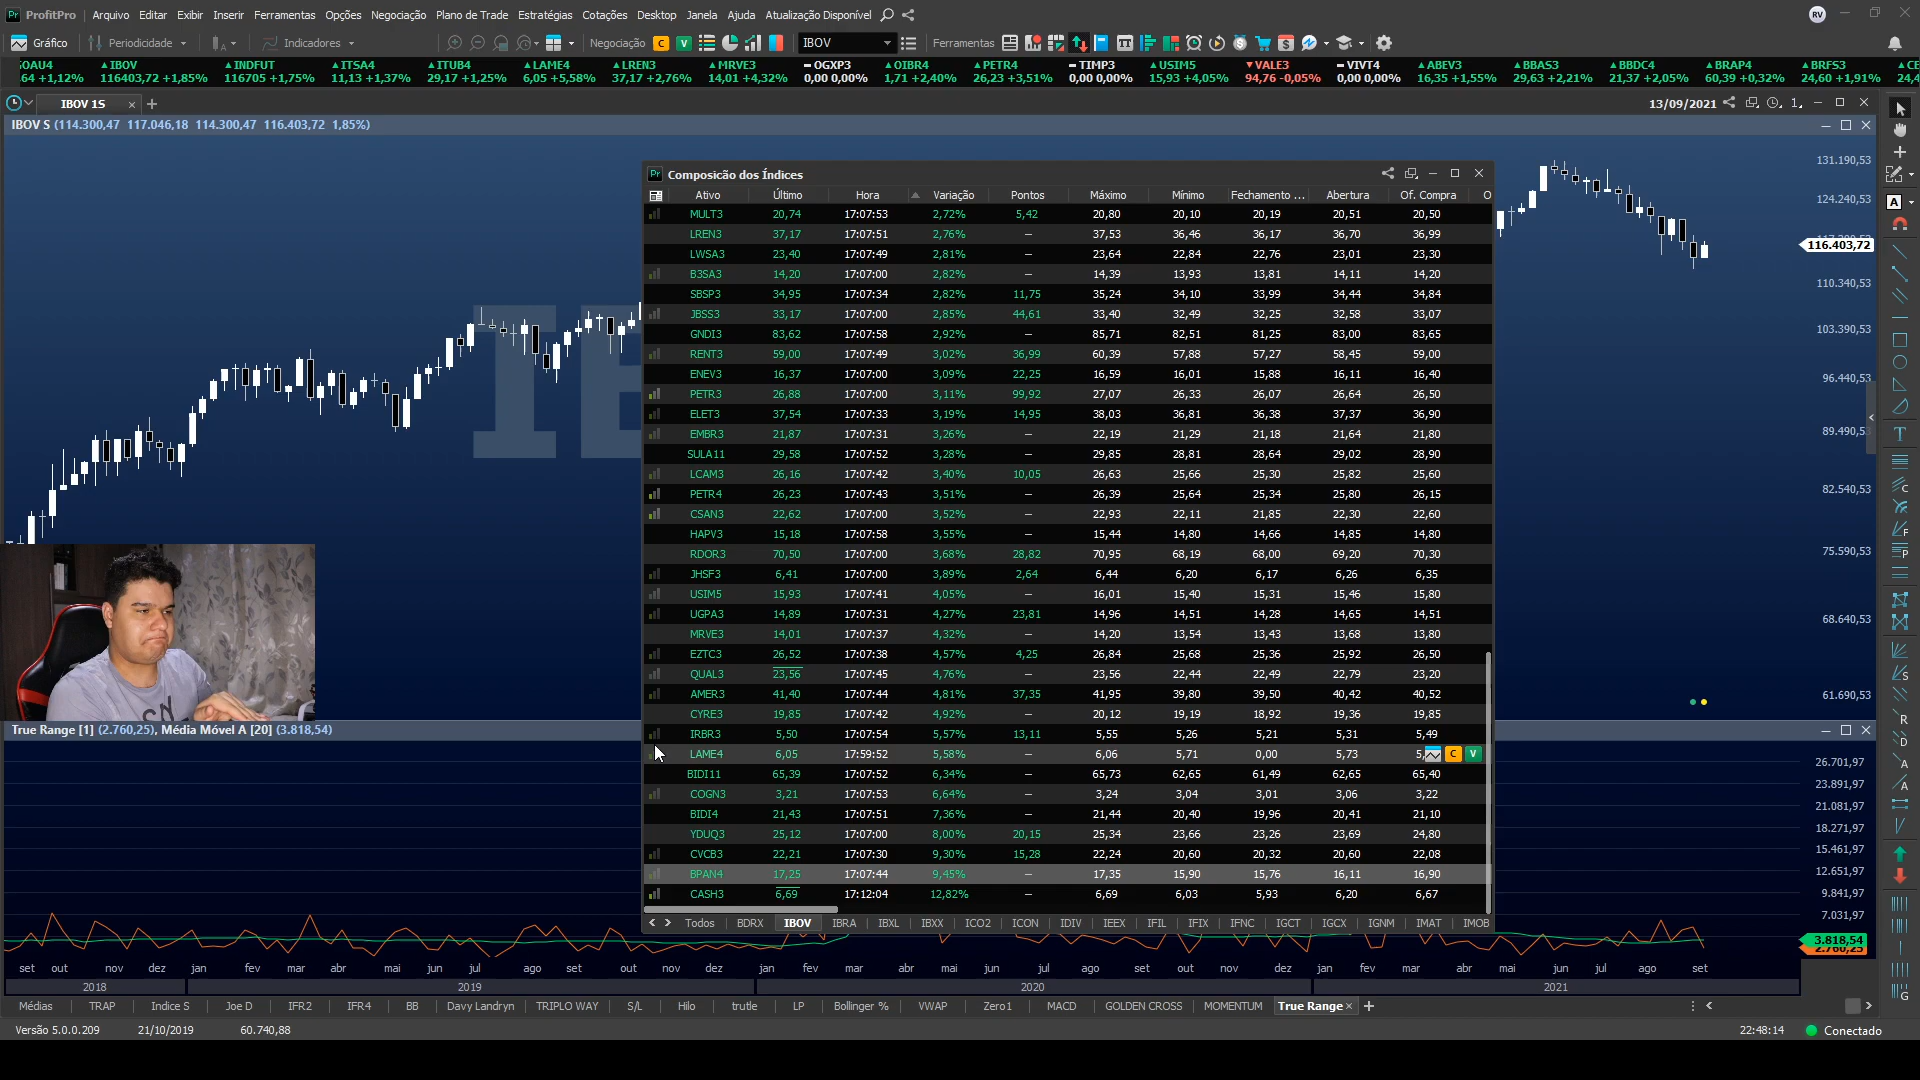 Pr ProfitPro Arquivo Editar Exibir Inserir Ferramentas Opções Negociação Plano de Trade Estratégias Cotações Desktop Janela Ajuda Atualização Disponível RV
Gráfico Periodicidade Indicadores Negociação C V IBOV Ferramentas
GOAU4 IBOV INDFUT ITSA4 ITUB4 LAME4 LREN3 MRVE3 OGXP3 OIBR4 PETR4 TIMP3 USIM5 VALE3 VIVT4 ABEV3 BBAS3 BBDC4 BRAP4 BRFS3
,64 +1,12% 116403,72 +1,85% 116705 +1,75% 11,13 +1,37% 29,17 +1,25% 6,05 +5,58% 37,17 +2,76% 14,01 +4,32% 0,00 0,00% 1,71 +2,40% 26,23 +3,51% 0,00 0,00% 15,93 +4,05% 94,76 -0,05% 0,00 0,00% 16,35 +1,55% 29,63 +2,21% 21,37 +2,05% 60,39 +0,32% 24,60 +1,91%
IBOV 1S 13/09/2021
IBOV S (114.300,47 117.046,18 114.300,47 116.403,72 1,85%)
Pr Composicão dos Índices
Ativo Último Hora Variação Pontos Máximo Mínimo Fechamento ... Abertura Of. Compra O
MULT3 20,74 17:07:53 2,72% 5,42 20,80 20,10 20,19 20,51 20,50
LREN3 37,17 17:07:51 2,76% – 37,53 36,46 36,17 36,70 36,99
LWSA3 23,40 17:07:49 2,81% – 23,64 22,84 22,76 23,01 23,30
B3SA3 14,20 17:07:00 2,82% – 14,39 13,93 13,81 14,11 14,20
SBSP3 34,95 17:07:34 2,82% 11,75 35,24 34,10 33,99 34,44 34,84
JBSS3 33,17 17:07:00 2,85% 44,61 33,40 32,49 32,25 32,58 33,07
GNDI3 83,62 17:07:58 2,92% – 85,71 82,51 81,25 83,00 83,65
RENT3 59,00 17:07:49 3,02% 36,99 60,39 57,88 57,27 58,45 59,00
ENEV3 16,37 17:07:00 3,09% 22,25 16,59 16,01 15,88 16,11 16,40
PETR3 26,88 17:07:00 3,11% 99,92 27,07 26,33 26,07 26,64 26,50
ELET3 37,54 17:07:33 3,19% 14,95 38,03 36,81 36,38 37,37 36,90
EMBR3 21,87 17:07:31 3,26% – 22,19 21,29 21,18 21,64 21,80
SULA11 29,58 17:07:52 3,28% – 29,85 28,81 28,64 29,02 28,90
LCAM3 26,16 17:07:42 3,40% 10,05 26,63 25,66 25,30 25,82 25,60
PETR4 26,23 17:07:43 3,51% – 26,39 25,64 25,34 25,80 26,15
CSAN3 22,62 17:07:00 3,52% – 22,93 22,11 21,85 22,30 22,60
HAPV3 15,18 17:07:58 3,55% – 15,44 14,80 14,66 14,85 14,80
RDOR3 70,50 17:07:00 3,68% 28,82 70,95 68,19 68,00 69,20 70,30
JHSF3 6,41 17:07:00 3,89% 2,64 6,44 6,20 6,17 6,26 6,35
USIM5 15,93 17:07:41 4,05% – 16,01 15,40 15,31 15,46 15,80
UGPA3 14,89 17:07:31 4,27% 23,81 14,96 14,51 14,28 14,65 14,51
MRVE3 14,01 17:07:37 4,32% – 14,20 13,54 13,43 13,68 13,80
EZTC3 26,52 17:07:38 4,57% 4,25 26,84 25,68 25,36 25,92 26,50
QUAL3 23,56 17:07:45 4,76% – 23,56 22,44 22,49 22,79 23,20
AMER3 41,40 17:07:44 4,81% 37,35 41,95 39,80 39,50 40,42 40,52
CYRE3 19,85 17:07:42 4,92% – 20,12 19,19 18,92 19,36 19,85
IRBR3 5,50 17:07:54 5,57% 13,11 5,55 5,26 5,21 5,31 5,49
LAME4 6,05 17:59:52 5,58% – 6,06 5,71 0,00 5,73 5, C V
BIDI11 65,39 17:07:52 6,34% – 65,73 62,65 61,49 62,65 65,40
COGN3 3,21 17:07:53 6,64% – 3,24 3,04 3,01 3,06 3,22
BIDI4 21,43 17:07:51 7,36% – 21,44 20,40 19,96 20,41 21,10
YDUQ3 25,12 17:07:00 8,00% 20,15 25,34 23,66 23,26 23,69 24,80
CVCB3 22,21 17:07:30 9,30% 15,28 22,24 20,60 20,32 20,60 22,08
BPAN4 17,25 17:07:44 9,45% – 17,35 15,90 15,76 16,11 16,90
CASH3 6,69 17:12:04 12,82% – 6,69 6,03 5,93 6,20 6,67
Todos BDRX IBOV IBRA IBXL IBXX ICO2 ICON IDIV IEEX IFIL IFIX IFNC IGCT IGCX IGNM IMAT IMOB
131.190,53
124.240,53
116.403,72
110.340,53
103.390,53
96.440,53
89.490,53
82.540,53
75.590,53
68.640,53
61.690,53
True Range [1] (2.760,25), Média Móvel A [20] (3.818,54)
26.701,97
23.891,97
21.081,97
18.271,97
15.461,97
12.651,97
9.841,97
7.031,97
3.818,54
2.760,25
set out nov dez jan fev mar abr mai jun jul ago set out nov dez jan fev mar abr mai jun jul ago set out nov dez jan fev mar abr mai jun jul ago set
2018 2019 2020 2021
Médias TRAP Indice S Joe D IFR2 IFR4 BB Davy Landryn TRIPLO WAY S/L Hilo trutle LP Bollinger % VWAP Zero1 MACD GOLDEN CROSS MOMENTUM True Range
Versão 5.0.0.209 21/10/2019 60.740,88 22:48:14 Conectado